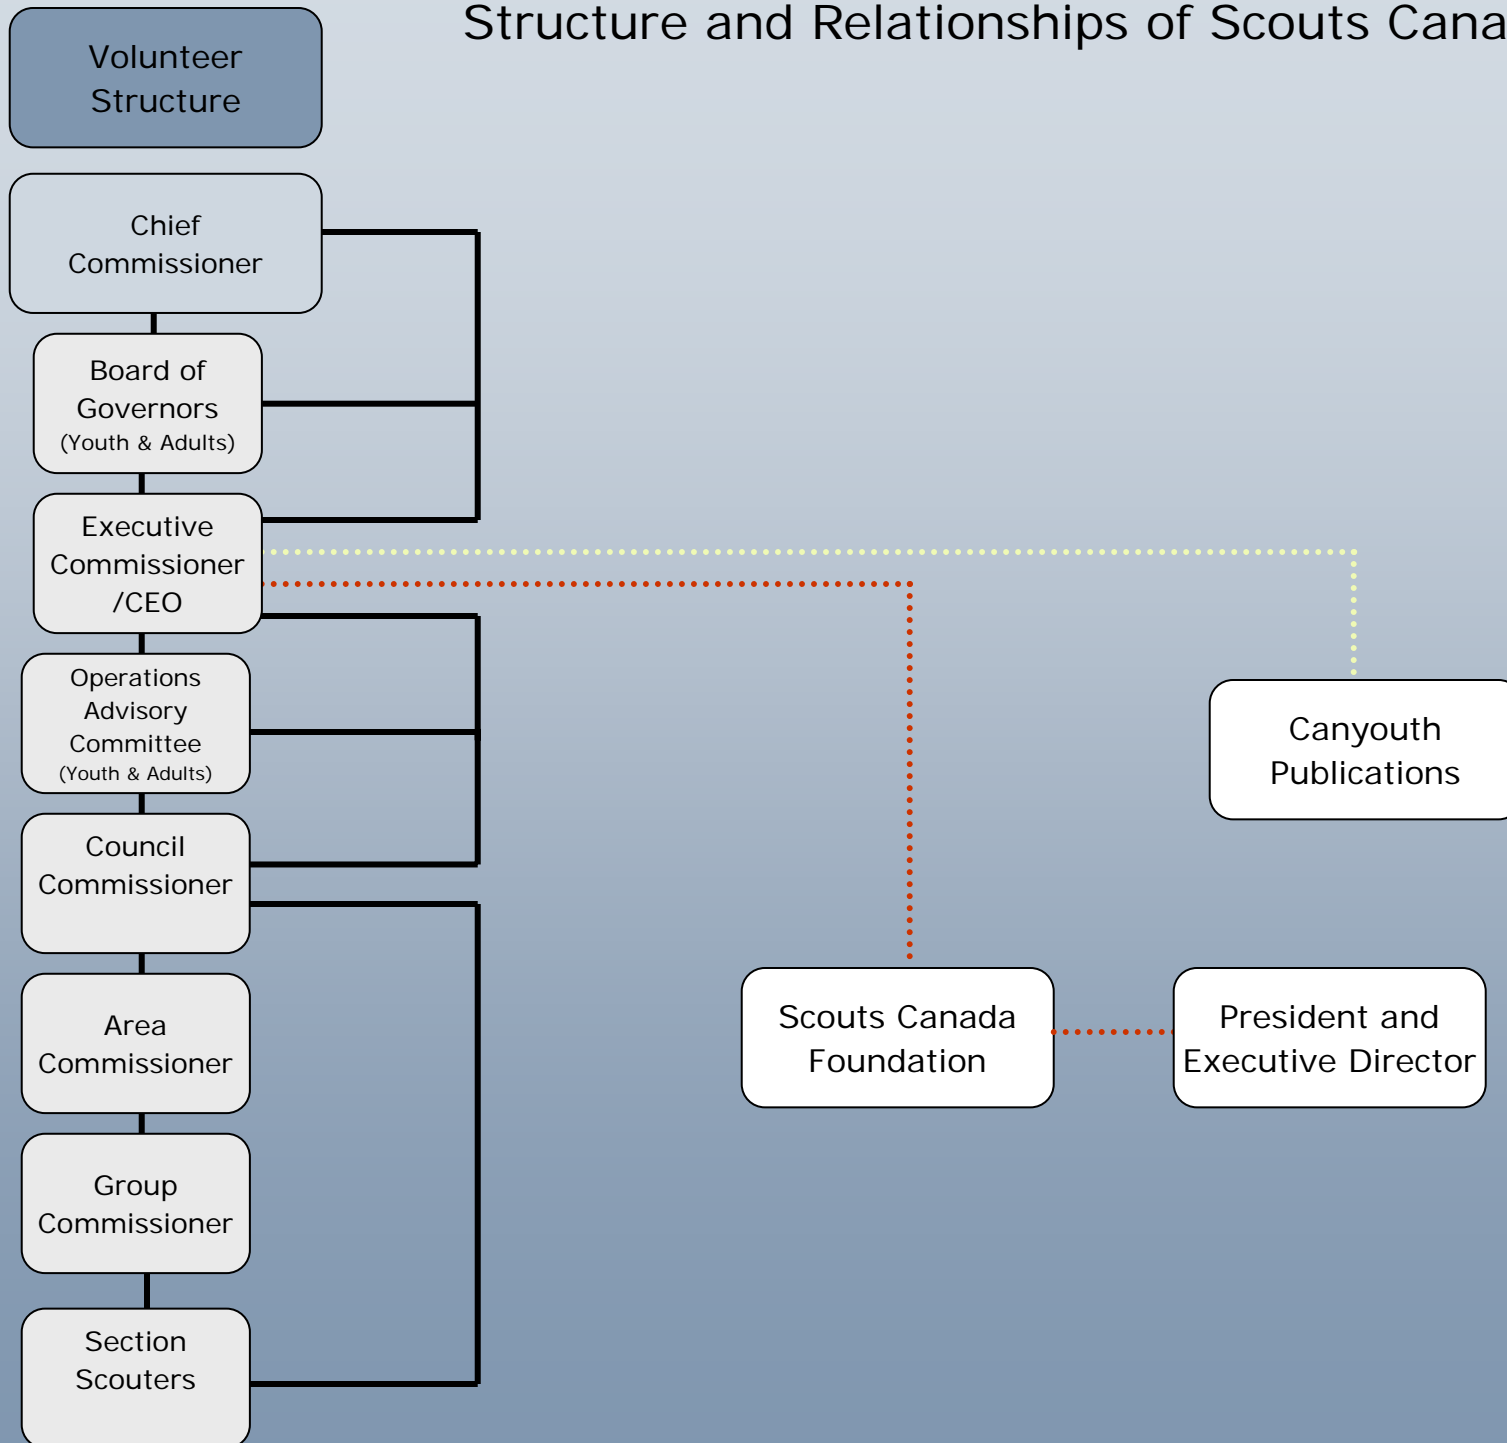 Structure and Relationships of Scouts Cana
Volunteer
Structure
Chief
Commissioner
Board of
Governors
(Youth & Adults)
Executive
Commissioner
/CEO
Operations
Advisory
Committee
(Youth & Adults)
Council
Commissioner
Area
Commissioner
Group
Commissioner
Section
Scouters
Canyouth
Publications
Scouts Canada
Foundation
President and
Executive Director